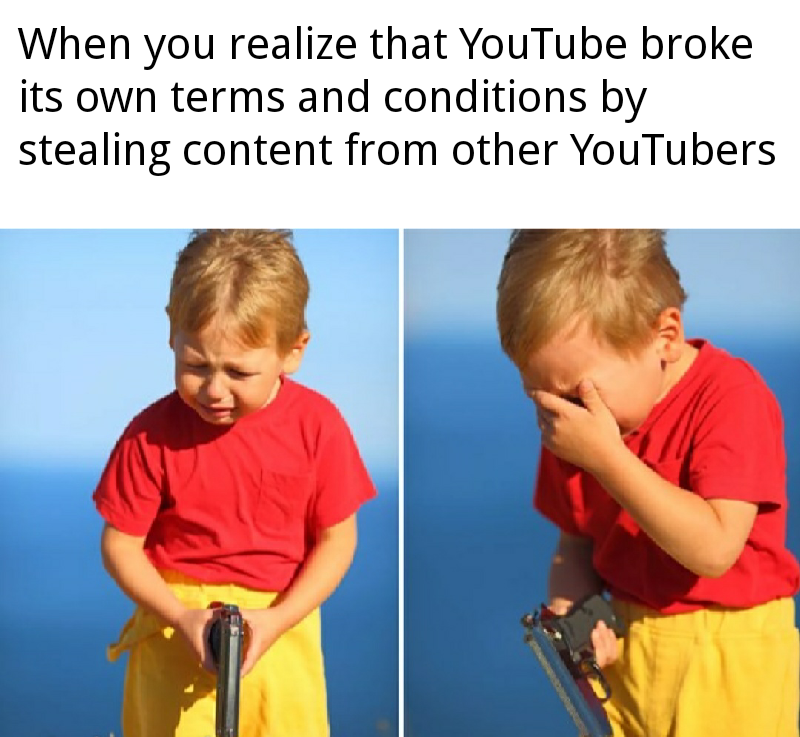 When you realize that YouTube broke
its own terms and conditions by
stealing content from other YouTubers